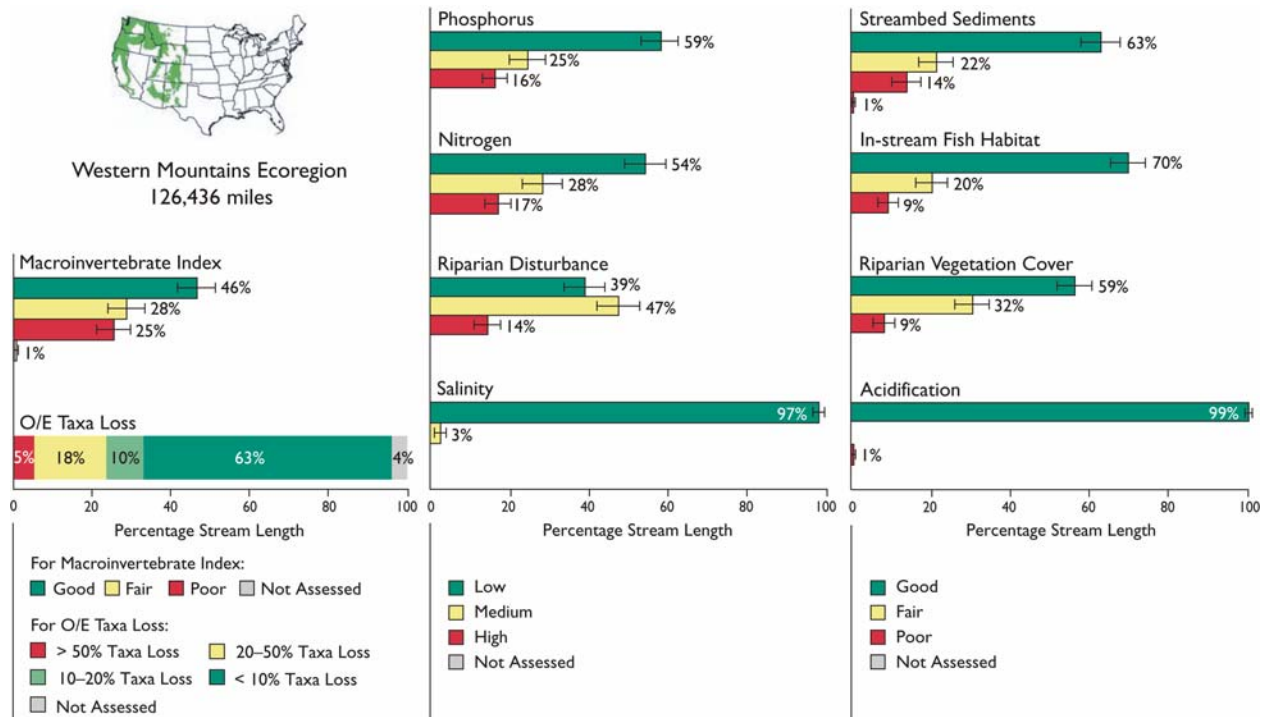 Western Mountains Ecoregion
126,436 miles
Macroinvertebrate Index
46%
28%
25%
1%
O/E Taxa Loss
5% 18% 10% 63% 4%
0 20 40 60 80 100
Percentage Stream Length
For Macroinvertebrate Index:
Good Fair Poor Not Assessed
For O/E Taxa Loss:
> 50% Taxa Loss 20–50% Taxa Loss
10–20% Taxa Loss < 10% Taxa Loss
Not Assessed
Phosphorus
59%
25%
16%
Nitrogen
54%
28%
17%
Riparian Disturbance
39%
47%
14%
Salinity
97%
3%
0 20 40 60 80 100
Percentage Stream Length
Low
Medium
High
Not Assessed
Streambed Sediments
63%
22%
14%
1%
In-stream Fish Habitat
70%
20%
9%
Riparian Vegetation Cover
59%
32%
9%
Acidification
99%
1%
0 20 40 60 80 100
Percentage Stream Length
Good
Fair
Poor
Not Assessed